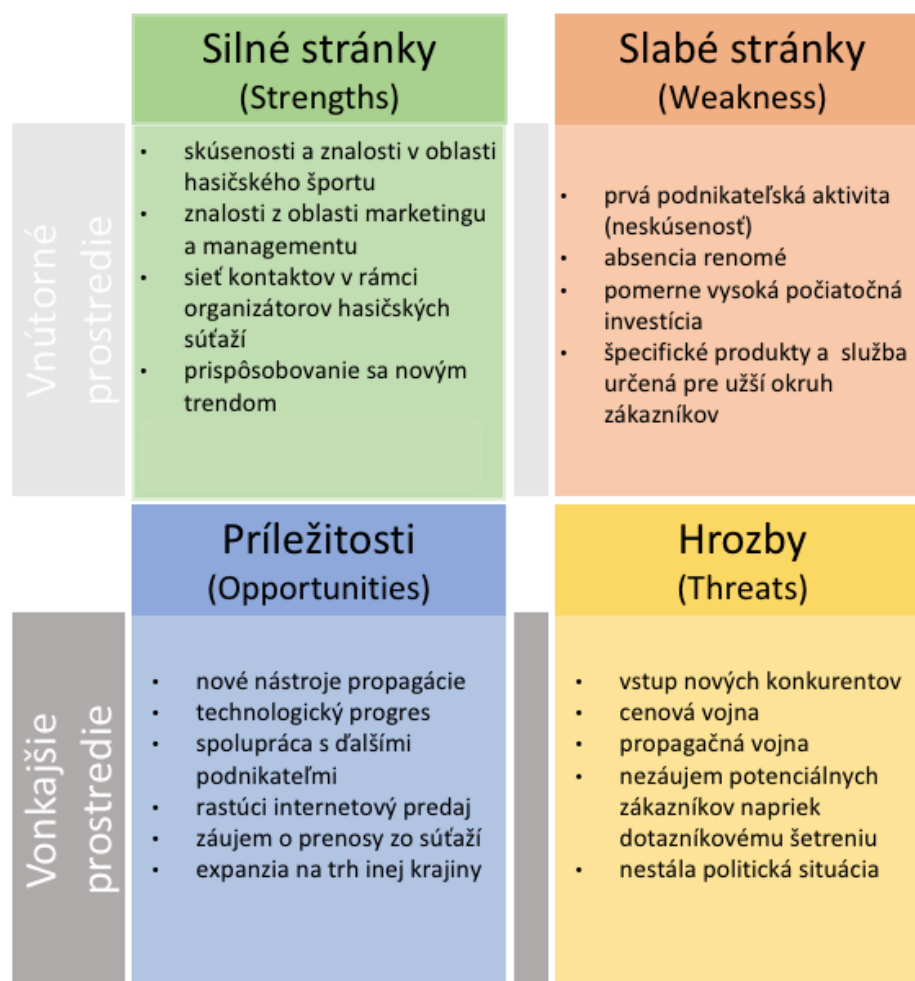 Silné stránky
(Strengths)
Slabé stránky
(Weakness)
Vnútorné
prostredie
• skúsenosti a znalosti v oblasti
hasičského športu
• znalosti z oblasti marketingu
a managementu
• sieť kontaktov v rámci
organizátorov hasičských
súťaží
• prispôsobovanie sa novým
trendom
• prvá podnikateľská aktivita
(neskúsenosť)
• absencia renomé
• pomerne vysoká počiatočná
investícia
• špecifické produkty a služba
určená pre užší okruh
zákazníkov
Príležitosti
(Opportunities)
Hrozby
(Threats)
Vonkajšie
prostredie
• nové nástroje propagácie
• technologický progres
• spolupráca s ďalšími
podnikateľmi
• rastúci internetový predaj
• záujem o prenosy zo súťaží
• expanzia na trh inej krajiny
• vstup nových konkurentov
• cenová vojna
• propagačná vojna
• nezáujem potenciálnych
zákazníkov napriek
dotazníkovému šetreniu
• nestála politická situácia